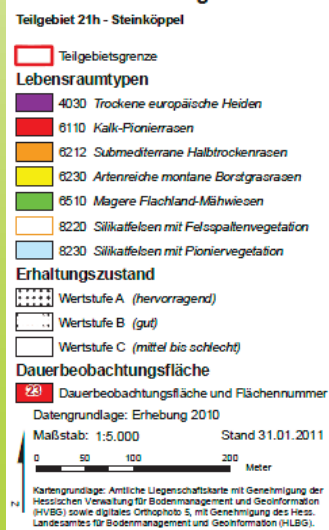 Teilgebiet 21h - Steinköppel
Teilgebietsgrenze
Lebensraumtypen
4030 Trockene europäische Heiden
6110 Kalk-Pionierrasen
6212 Submediterrane Halbtrockenrasen
6230 Artenreiche montane Borstgrasrasen
6510 Magere Flachland-Mähwiesen
8220 Silikatfelsen mit Felsspaltenvegetation
8230 Silikatfelsen mit Pioniervegetation
Erhaltungszustand
Wertstufe A (hervorragend)
Wertstufe B (gut)
Wertstufe C (mittel bis schlecht)
Dauerbeobachtungsfläche
23 Dauerbeobachtungsfläche und Flächennummer
Datengrundlage: Erhebung 2010
Maßstab: 1:5.000 Stand 31.01.2011
0 50 100 200
Meter
N
Kartengrundlage: Amtliche Liegenschaftskarte mit Genehmigung der
Hessischen Verwaltung für Bodenmanagement und Geoinformation
(HVBG) sowie digitales Orthophoto 5, mit Genehmigung des Hess.
Landesamtes für Bodenmanagement und Geoinformation (HLBG).